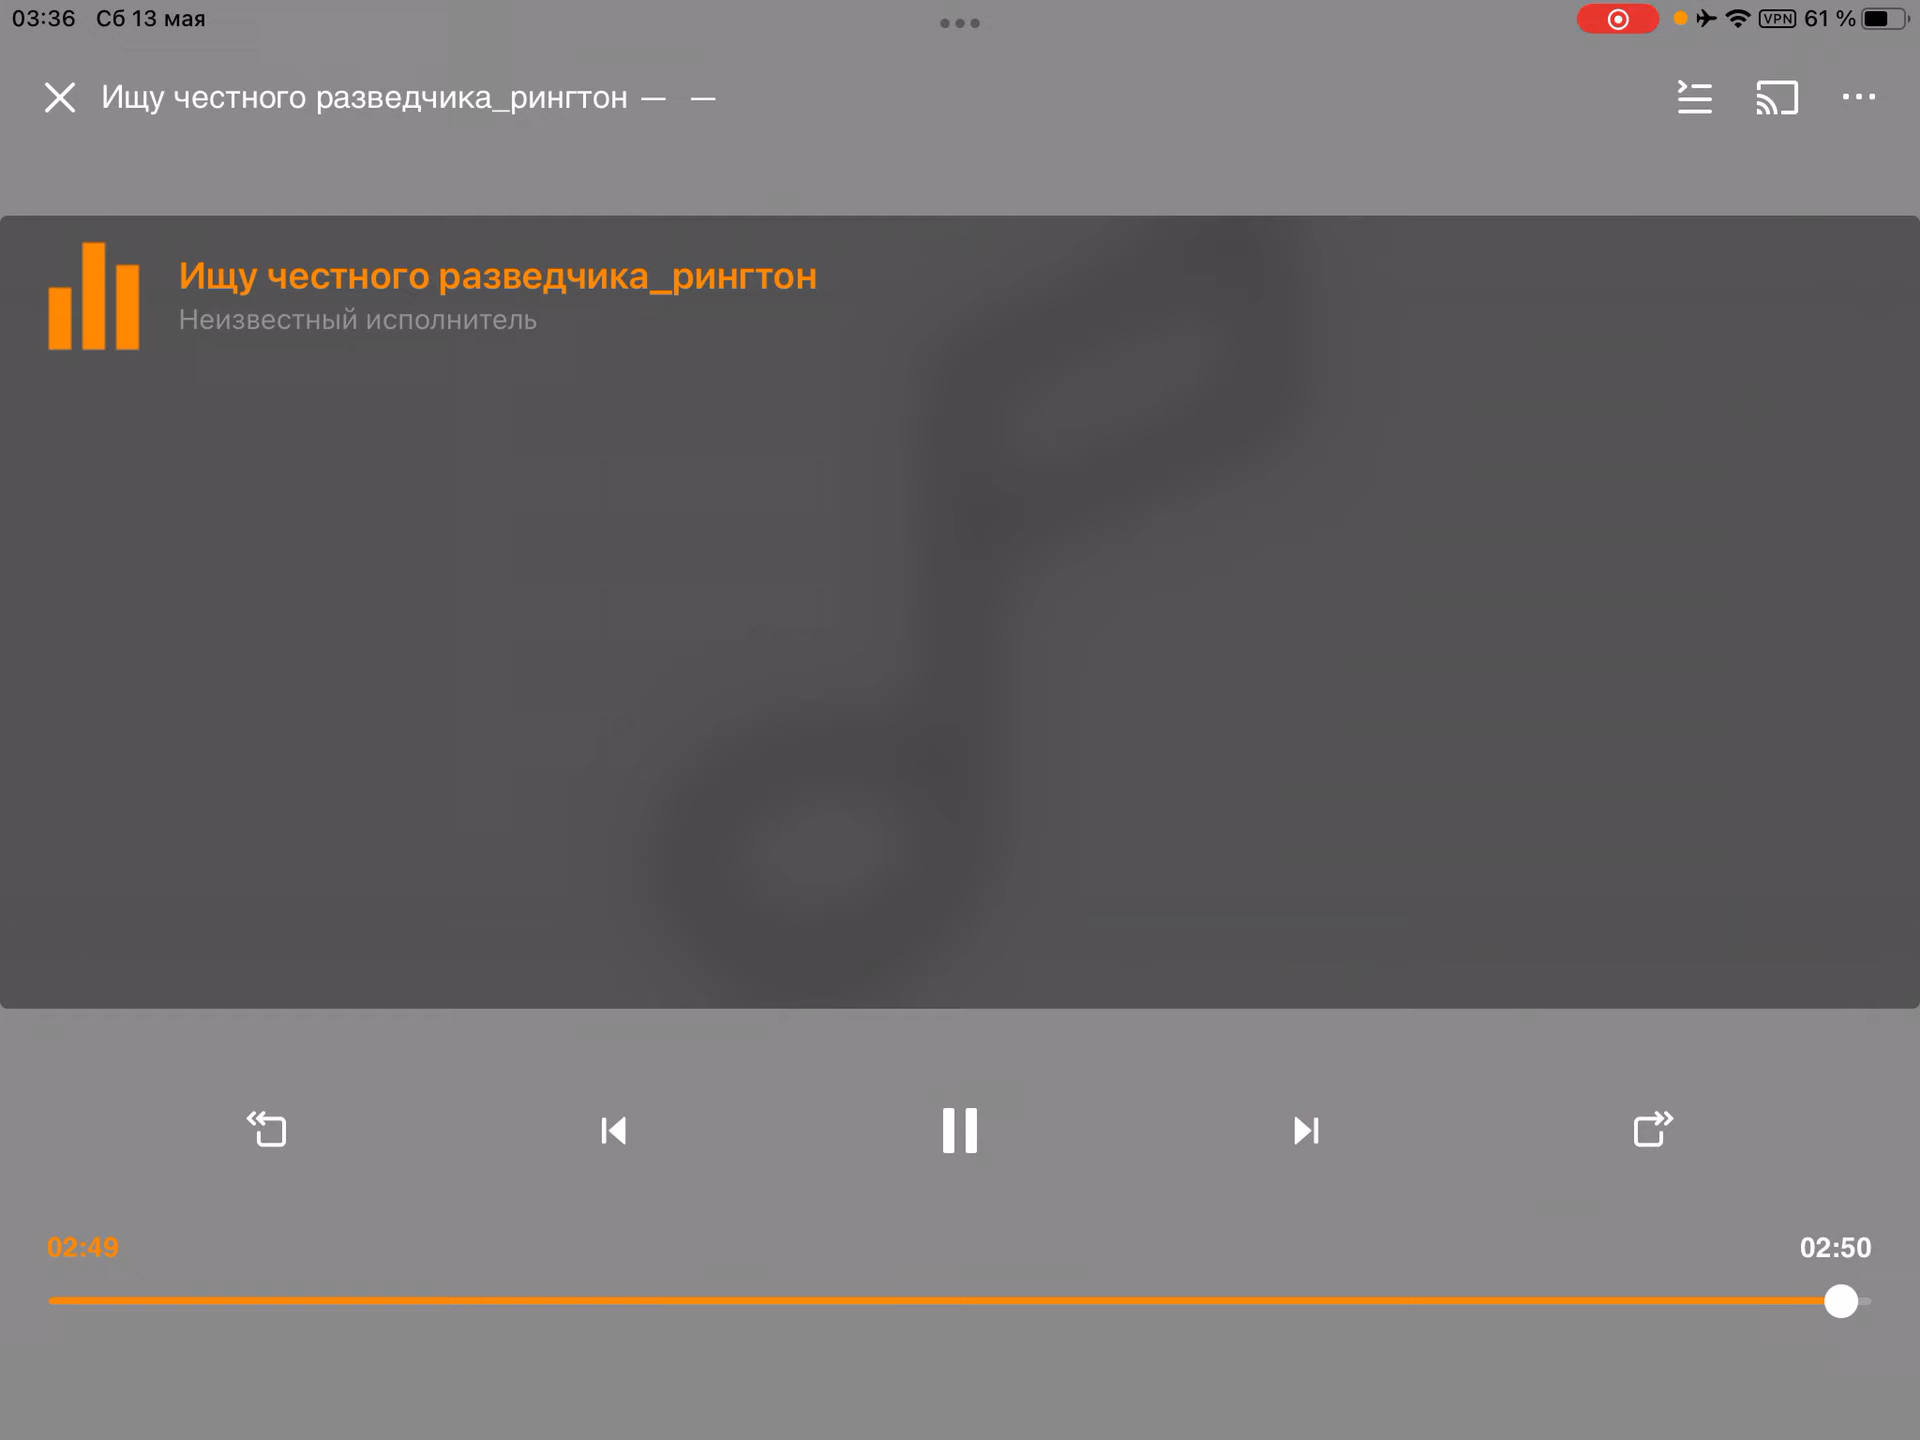 03:36 Сб 13 мая
VPN 61 %
Ищу честного разведчика_рингтон — —
Ищу честного разведчика_рингтон
Неизвестный исполнитель
02:49
02:50